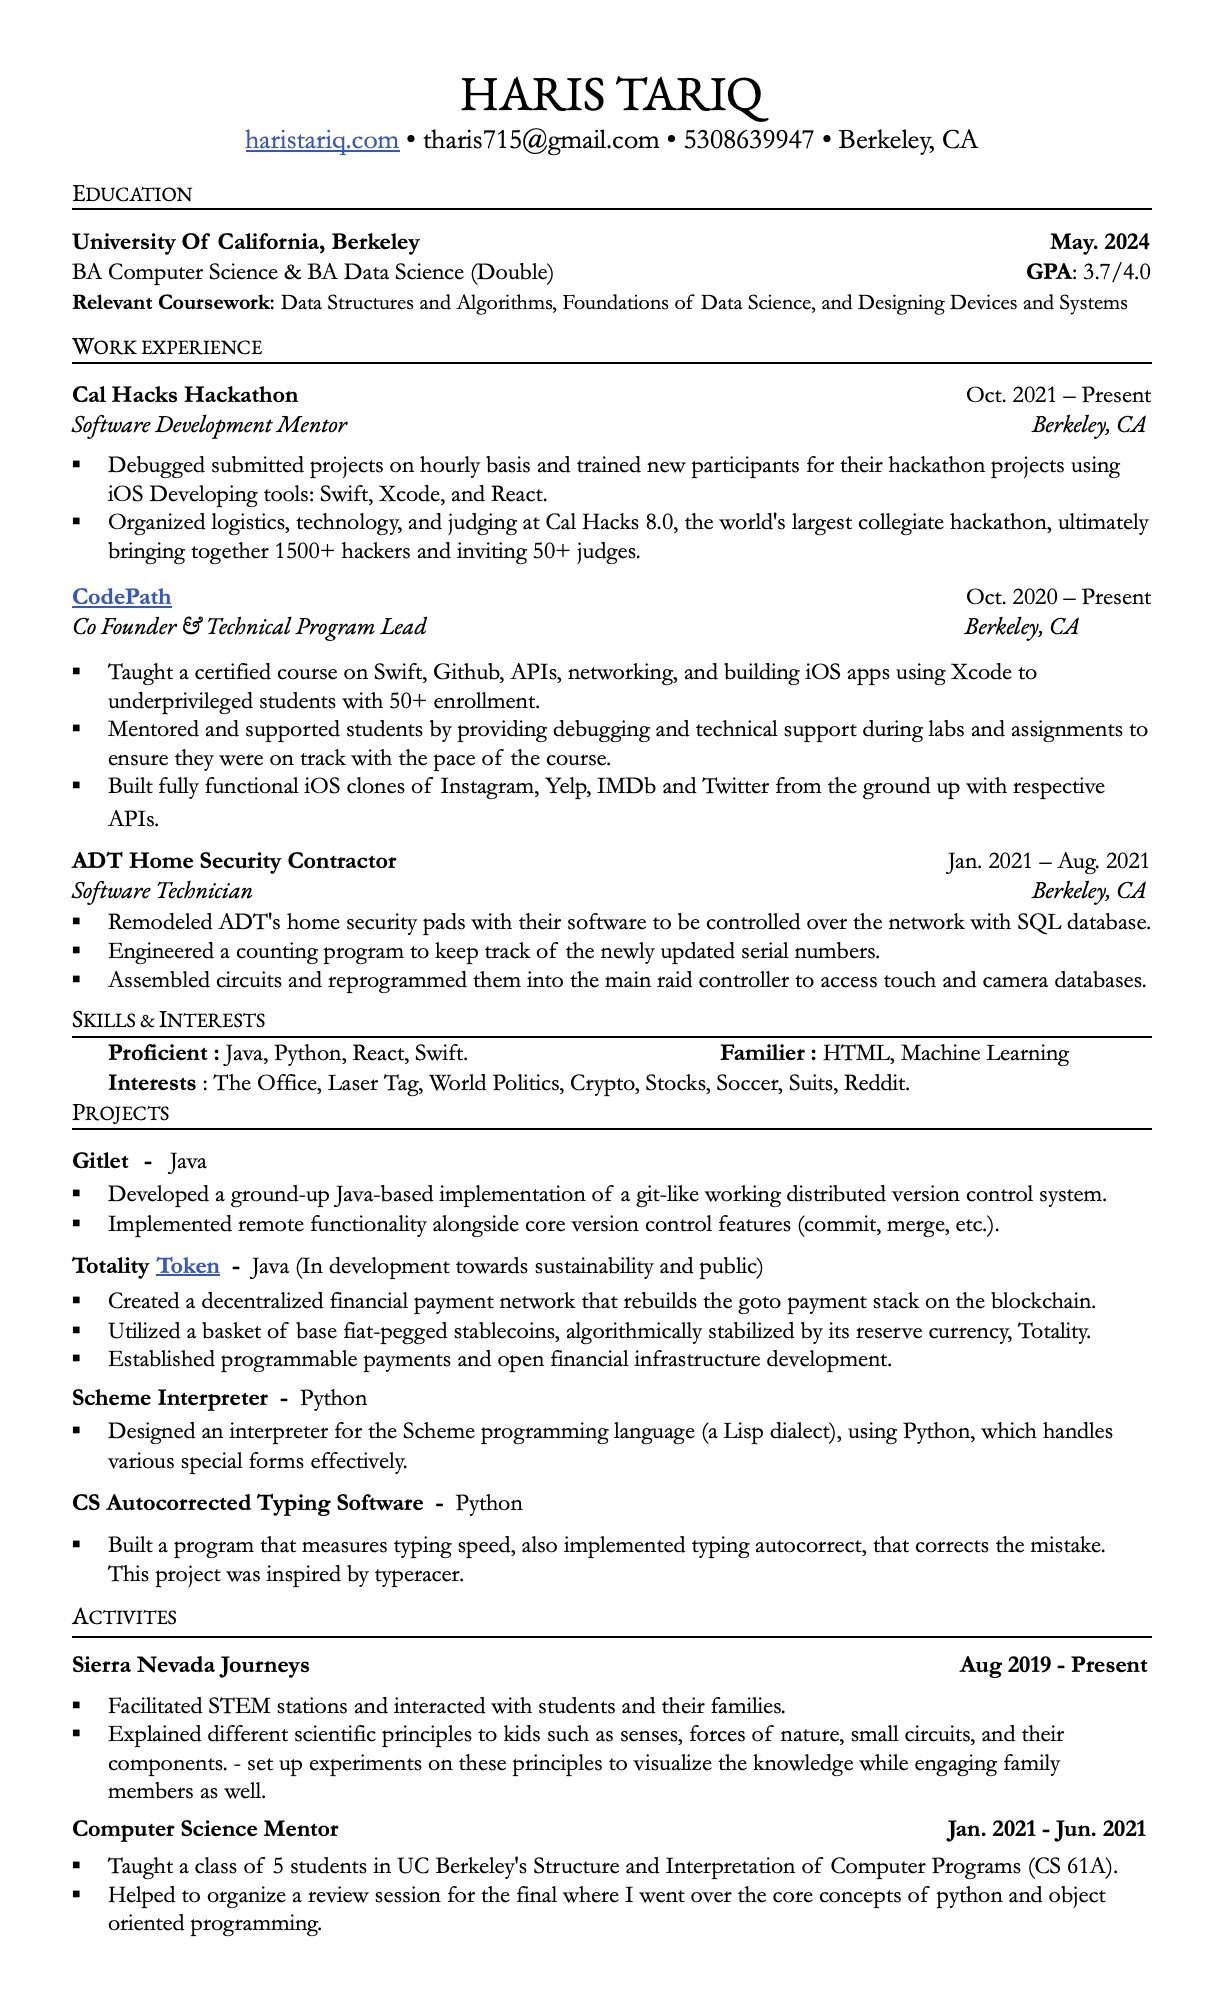 HARIS TARIQ
haristariq.com • tharis715@gmail.com • 5308639947 • Berkeley, CA
EDUCATION
University Of California, Berkeley May. 2024
BA Computer Science & BA Data Science (Double) GPA: 3.7/4.0
Relevant Coursework: Data Structures and Algorithms, Foundations of Data Science, and Designing Devices and Systems
WORK EXPERIENCE
Cal Hacks Hackathon Oct. 2021 – Present
Software Development Mentor Berkeley, CA
▪ Debugged submitted projects on hourly basis and trained new participants for their hackathon projects using
iOS Developing tools: Swift, Xcode, and React.
▪ Organized logistics, technology, and judging at Cal Hacks 8.0, the world's largest collegiate hackathon, ultimately
bringing together 1500+ hackers and inviting 50+ judges.
CodePath Oct. 2020 – Present
Co Founder & Technical Program Lead Berkeley, CA
▪ Taught a certified course on Swift, Github, APIs, networking, and building iOS apps using Xcode to
underprivileged students with 50+ enrollment.
▪ Mentored and supported students by providing debugging and technical support during labs and assignments to
ensure they were on track with the pace of the course.
▪ Built fully functional iOS clones of Instagram, Yelp, IMDb and Twitter from the ground up with respective
APIs.
ADT Home Security Contractor Jan. 2021 – Aug. 2021
Software Technician Berkeley, CA
▪ Remodeled ADT's home security pads with their software to be controlled over the network with SQL database.
▪ Engineered a counting program to keep track of the newly updated serial numbers.
▪ Assembled circuits and reprogrammed them into the main raid controller to access touch and camera databases.
SKILLS & INTERESTS
Proficient : Java, Python, React, Swift. Familier : HTML, Machine Learning
Interests : The Office, Laser Tag, World Politics, Crypto, Stocks, Soccer, Suits, Reddit.
PROJECTS
Gitlet - Java
▪ Developed a ground-up Java-based implementation of a git-like working distributed version control system.
▪ Implemented remote functionality alongside core version control features (commit, merge, etc.).
Totality Token - Java (In development towards sustainability and public)
▪ Created a decentralized financial payment network that rebuilds the goto payment stack on the blockchain.
▪ Utilized a basket of base fiat-pegged stablecoins, algorithmically stabilized by its reserve currency, Totality.
▪ Established programmable payments and open financial infrastructure development.
Scheme Interpreter - Python
▪ Designed an interpreter for the Scheme programming language (a Lisp dialect), using Python, which handles
various special forms effectively.
CS Autocorrected Typing Software - Python
▪ Built a program that measures typing speed, also implemented typing autocorrect, that corrects the mistake.
This project was inspired by typeracer.
ACTIVITES
Sierra Nevada Journeys Aug 2019 - Present
▪ Facilitated STEM stations and interacted with students and their families.
▪ Explained different scientific principles to kids such as senses, forces of nature, small circuits, and their
components. - set up experiments on these principles to visualize the knowledge while engaging family
members as well.
Computer Science Mentor Jan. 2021 - Jun. 2021
▪ Taught a class of 5 students in UC Berkeley's Structure and Interpretation of Computer Programs (CS 61A).
▪ Helped to organize a review session for the final where I went over the core concepts of python and object
oriented programming.